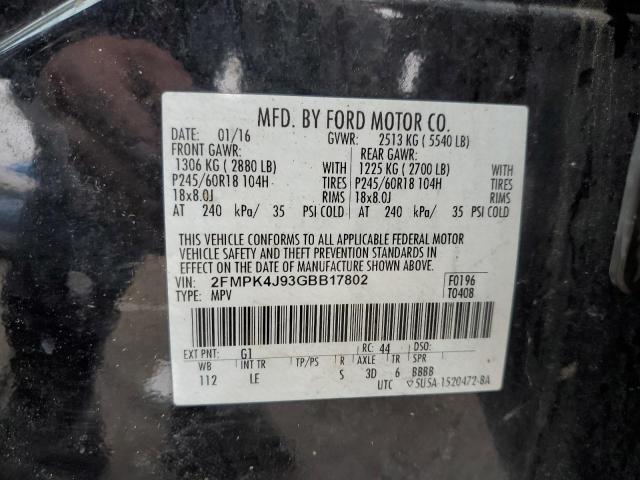 MFD. BY FORD MOTOR CO.
DATE: 01/16 GVWR: 2513 KG ( 5540 LB)
FRONT GAWR: REAR GAWR:
1306 KG ( 2880 LB) WITH 1225 KG ( 2700 LB) WITH
P245/60R18 104H TIRES P245/60R18 104H TIRES
18x8.0J RIMS 18x8.0J RIMS
AT 240 kPa/ 35 PSI COLD AT 240 kPa/ 35 PSI COLD
THIS VEHICLE CONFORMS TO ALL APPLICABLE FEDERAL MOTOR
VEHICLE SAFETY AND THEFT PREVENTION STANDARDS IN
EFFECT ON THE DATE OF MANUFACTURE SHOWN ABOVE.
VIN: 2FMPK4J93GBB17802 F0196
TYPE: MPV T0408
EXT PNT: G1 RC: 44 DSO:
WB INT TR TP/PS R AXLE TR SPR
112 LE S 3D 6 BBBB
UTC ▽5U5A-1520472-BA